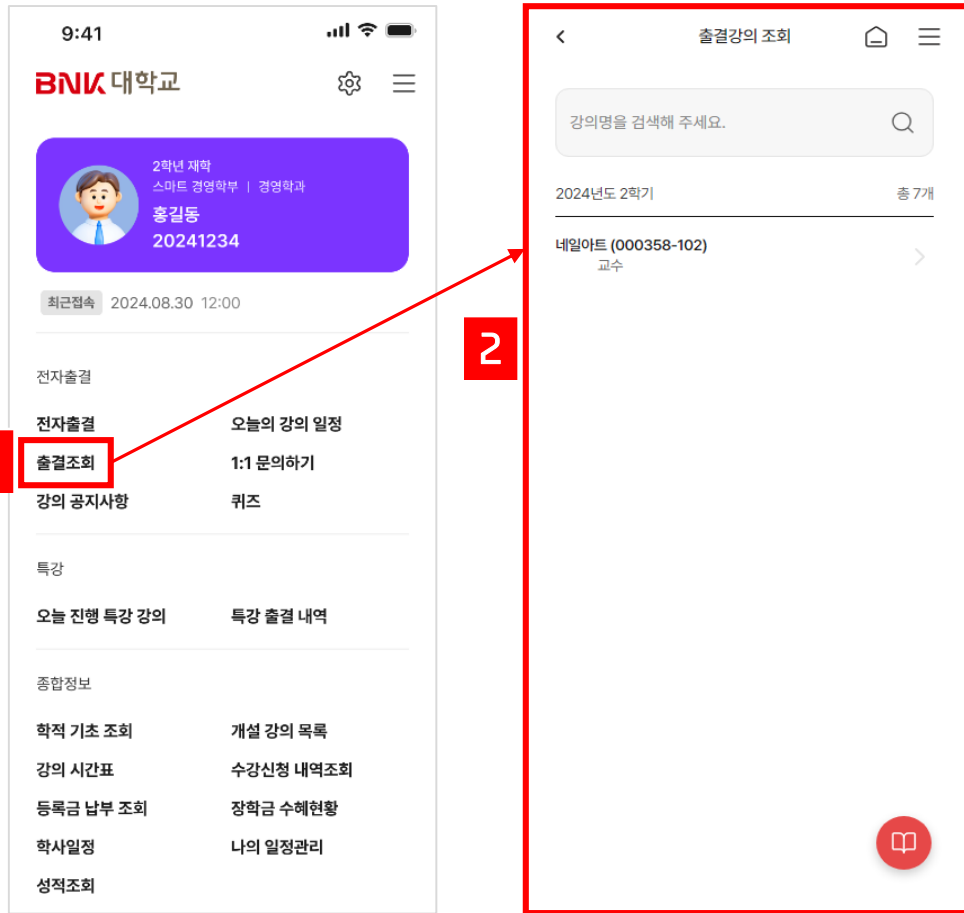 9:41
BNK 대학교
2학년 재학
스마트 경영학부 | 경영학과
홍길동
20241234
최근접속 2024.08.30 12:00
전자출결
전자출결 오늘의 강의 일정
출결조회 1:1 문의하기
강의 공지사항 퀴즈
특강
오늘 진행 특강 강의 특강 출결 내역
종합정보
학적 기초 조회 개설 강의 목록
강의 시간표 수강신청 내역조회
등록금 납부 조회 장학금 수혜현황
학사일정 나의 일정관리
성적조회
2
출결강의 조회
강의명을 검색해 주세요.
2024년도 2학기 총 7개
네일아트 (000358-102)
교수